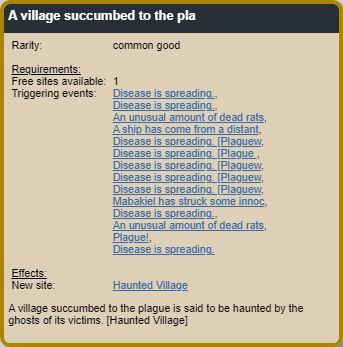 A village succumbed to the pla
Rarity: common good
Requirements:
Free sites available: 1
Triggering events: Disease is spreading.,
Disease is spreading.,
An unusual amount of dead rats,
A ship has come from a distant,
Disease is spreading. [Plaguew,
Disease is spreading. [Plague ,
Disease is spreading. [Plaguew,
Disease is spreading. [Plaguew,
Disease is spreading. [Plaguew,
Mabakiel has struck some innoc,
Disease is spreading.,
An unusual amount of dead rats,
Plague!,
Disease is spreading.
Effects:
New site: Haunted Village
A village succumbed to the plague is said to be haunted by the
ghosts of its victims. [Haunted Village]